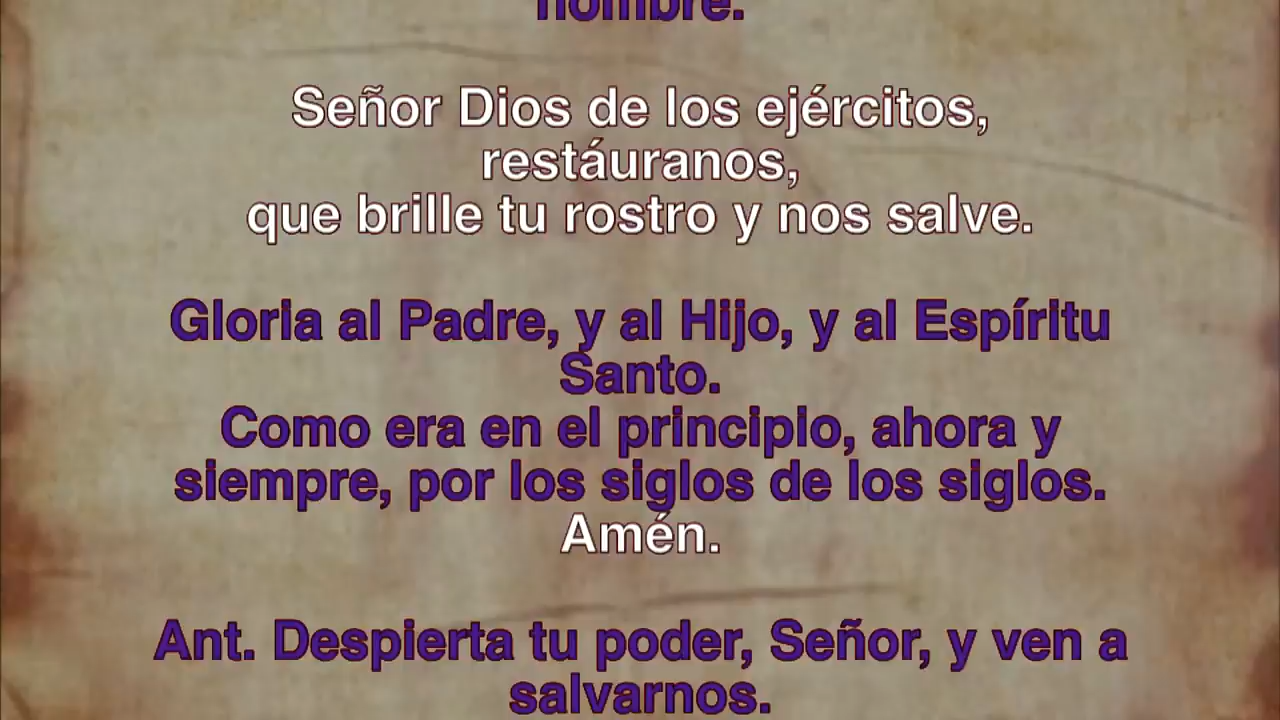 nombre.
Señor Dios de los ejércitos,
restáuranos,
que brille tu rostro y nos salve.
Gloria al Padre, y al Hijo, y al Espíritu
Santo.
Como era en el principio, ahora y
siempre, por los siglos de los siglos.
Amén.
Ant. Despierta tu poder, Señor, y ven a
salvarnos.